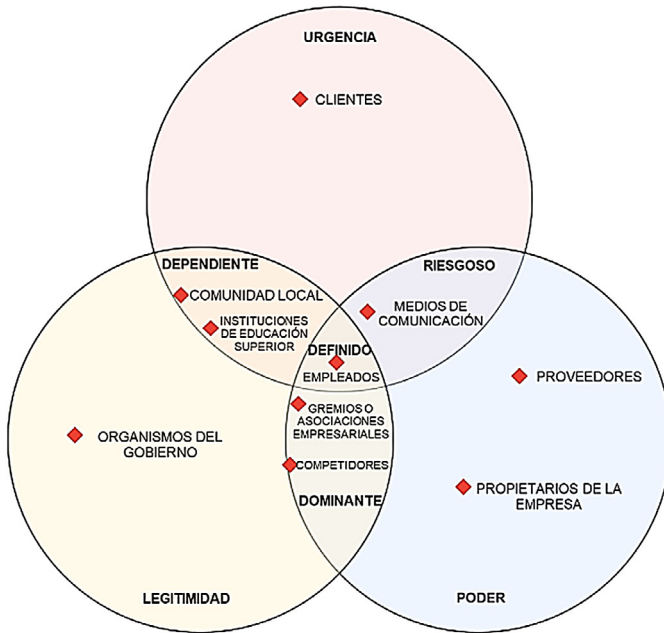 URGENCIA
CLIENTES
DEPENDIENTE
RIESGOSO
COMUNIDAD LOCAL
MEDIOS DE
COMUNICACIÓN
INSTITUCIONES
DE EDUCACIÓN
SUPERIOR
DEFINIDO
EMPLEADOS
PROVEEDORES
GREMIOS O
ASOCIACIONES
EMPRESARIALES
ORGANISMOS DEL
GOBIERNO
COMPETIDORES
PROPIETARIOS DE LA
EMPRESA
DOMINANTE
LEGITIMIDAD
PODER